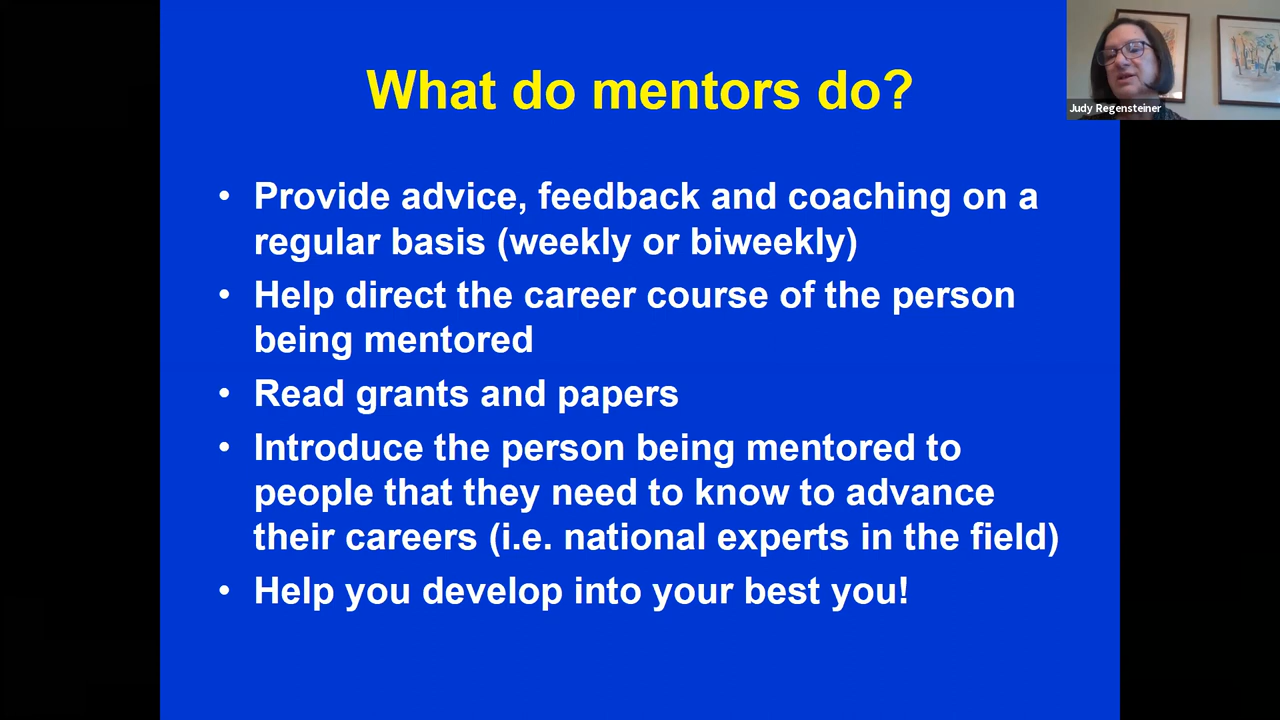 What do mentors do?
Judy Regensteiner
• Provide advice, feedback and coaching on a
regular basis (weekly or biweekly)
• Help direct the career course of the person
being mentored
• Read grants and papers
• Introduce the person being mentored to
people that they need to know to advance
their careers (i.e. national experts in the field)
• Help you develop into your best you!